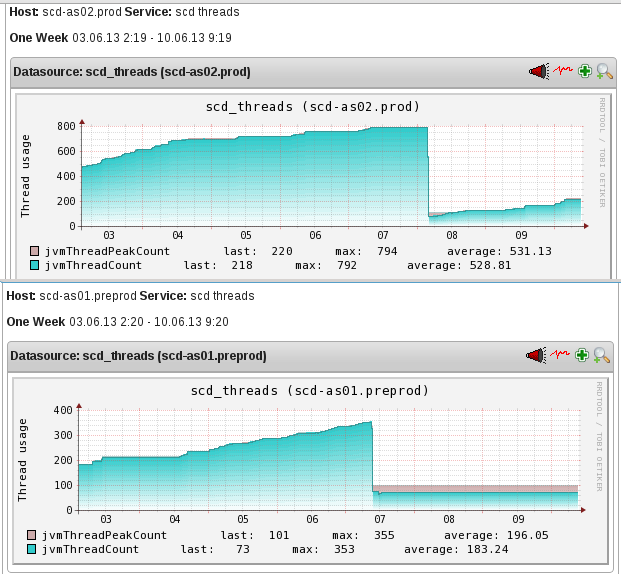 Host: scd-as02.prod Service: scd threads
One Week 03.06.13 2:19 - 10.06.13 9:19
Datasource: scd_threads (scd-as02.prod)
scd_threads (scd-as02.prod)
RRDTOOL / TOBI OETIKER
Thread usage
800
600
400
200
0
03 04 05 06 07 08 09
jvmThreadPeakCount last: 220 max: 794 average: 531.13
jvmThreadCount last: 218 max: 792 average: 528.81
Host: scd-as01.preprod Service: scd threads
One Week 03.06.13 2:20 - 10.06.13 9:20
Datasource: scd_threads (scd-as01.preprod)
scd_threads (scd-as01.preprod)
RRDTOOL / TOBI OETIKER
Thread usage
400
300
200
100
0
03 04 05 06 07 08 09
jvmThreadPeakCount last: 101 max: 355 average: 196.05
jvmThreadCount last: 73 max: 353 average: 183.24